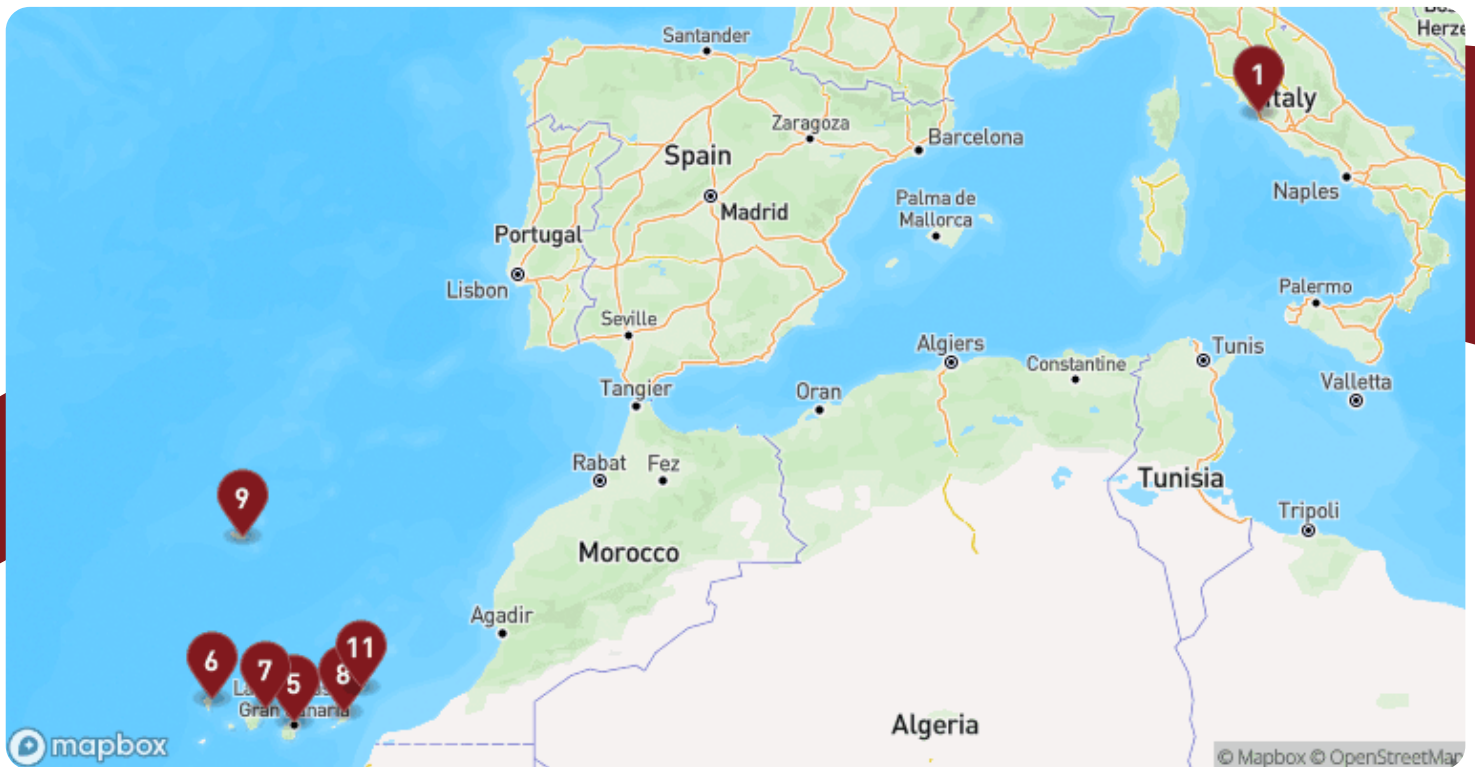 Santander
Herze
1
Italy
Zaragoza
Barcelona
Spain
Naples
Palma de
Mallorca
Madrid
Portugal
Lisbon
Palermo
Seville
Algiers
Tunis
Constantine
Tangier
Oran
Valletta
Rabat
Fez
Tunisia
9
Tripoli
Morocco
Agadir
11
6
7
8
5
Gran Canaria
Algeria
mapbox
© Mapbox © OpenStreetMap